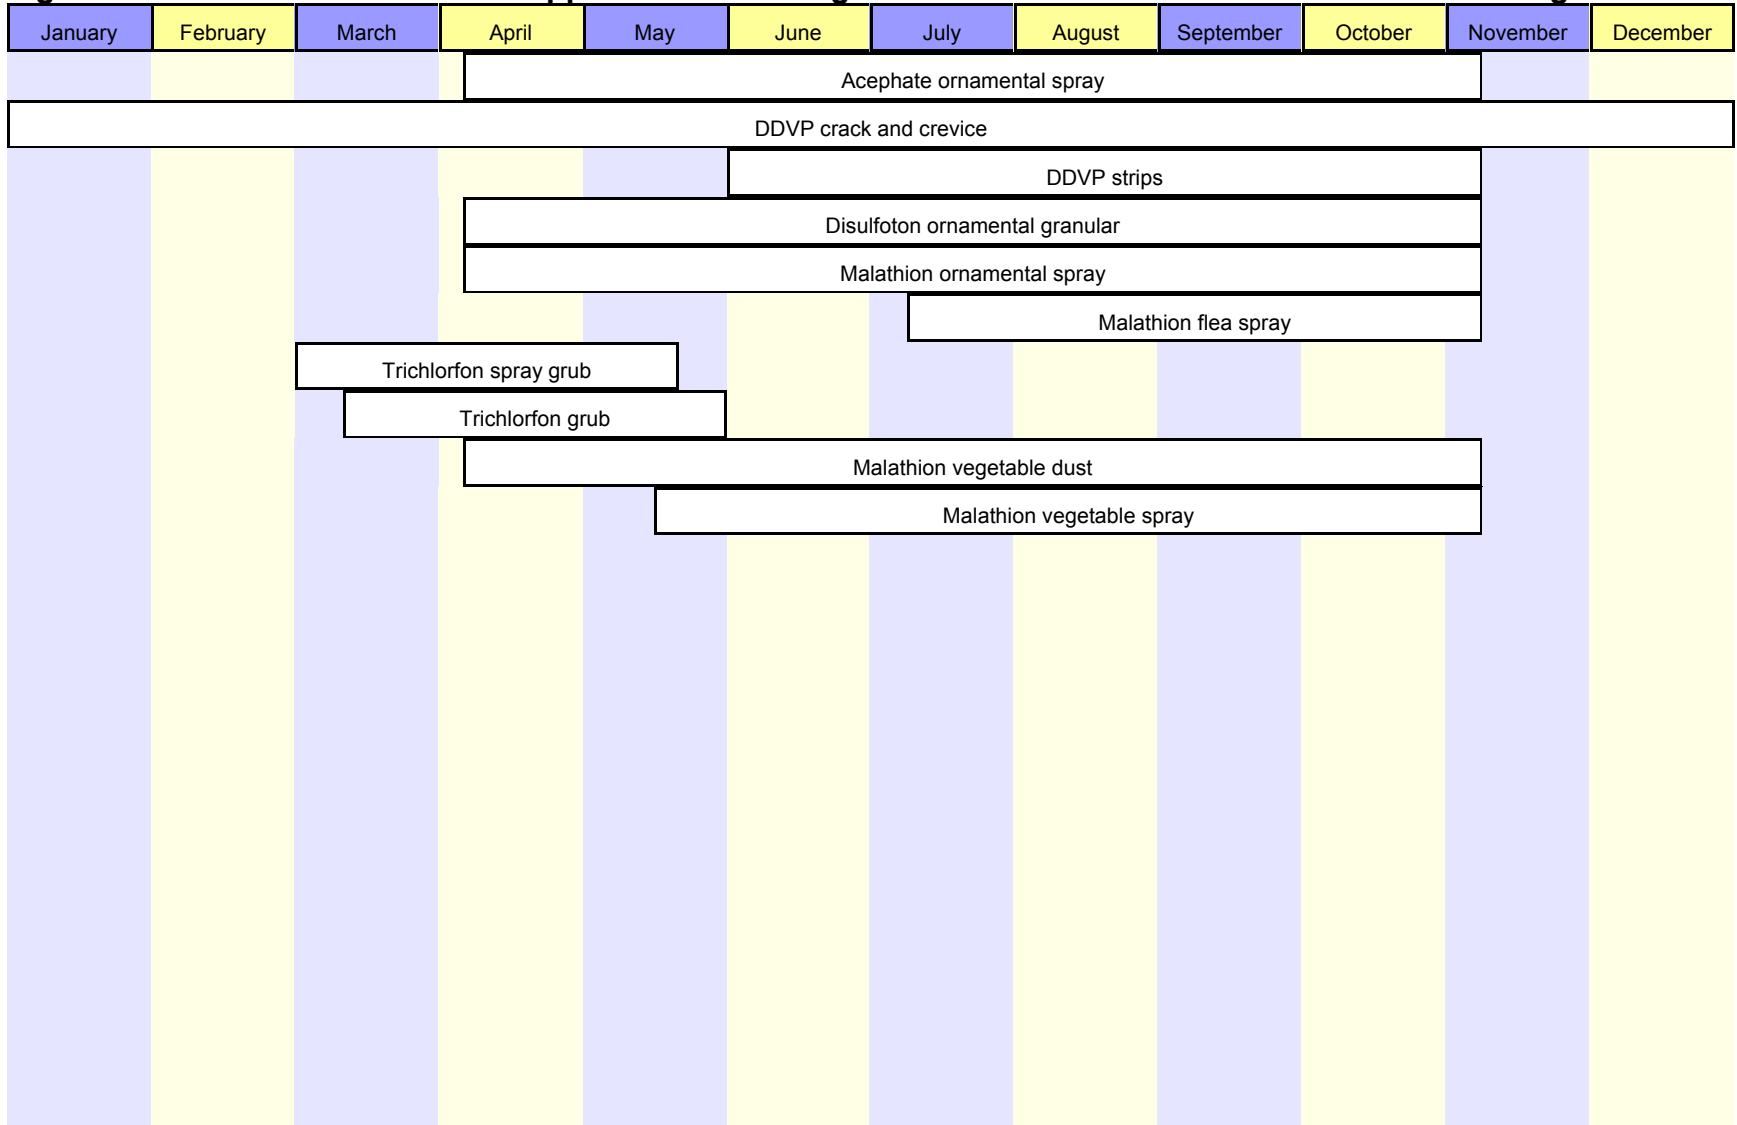 January February March April May June July August September October November December
Acephate ornamental spray
DDVP crack and crevice
DDVP strips
Disulfoton ornamental granular
Malathion ornamental spray
Malathion flea spray
Trichlorfon spray grub
Trichlorfon grub
Malathion vegetable dust
Malathion vegetable spray